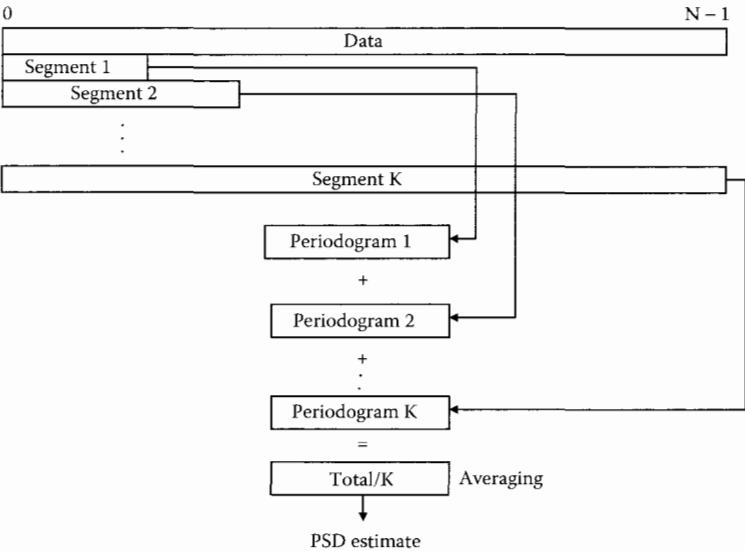 0 N – 1
Data
Segment 1
Segment 2
⋮
Segment K
Periodogram 1
+
Periodogram 2
+
⋮
Periodogram K
=
Total/K Averaging
PSD estimate